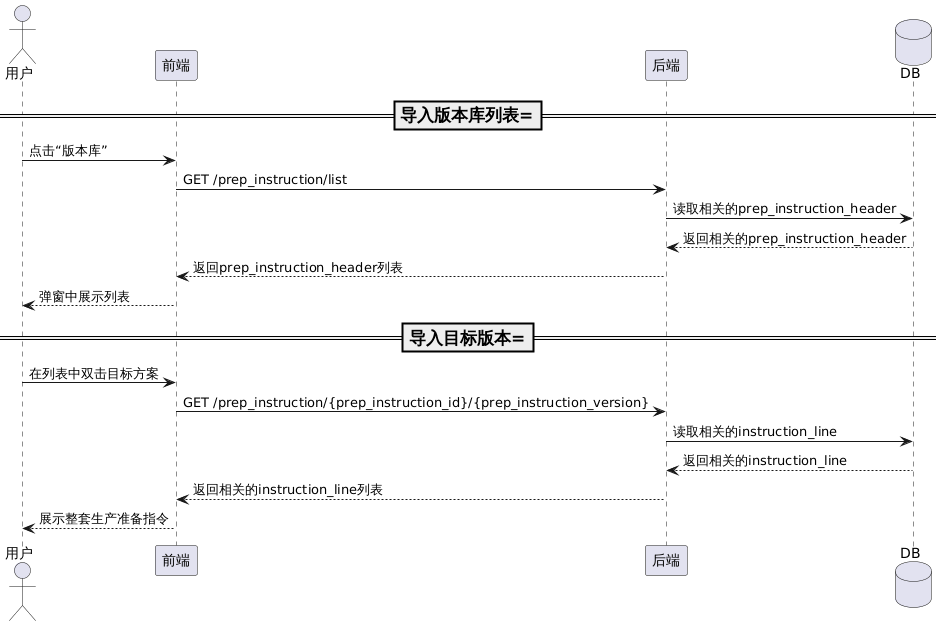 用户
前端
后端
DB
导入版本库列表=
点击“版本库”
GET /prep_instruction/list
读取相关的prep_instruction_header
返回相关的prep_instruction_header
返回prep_instruction_header列表
弹窗中展示列表
导入目标版本=
在列表中双击目标方案
GET /prep_instruction/{prep_instruction_id}/{prep_instruction_version}
读取相关的instruction_line
返回相关的instruction_line
返回相关的instruction_line列表
展示整套生产准备指令
用户
前端
后端
DB